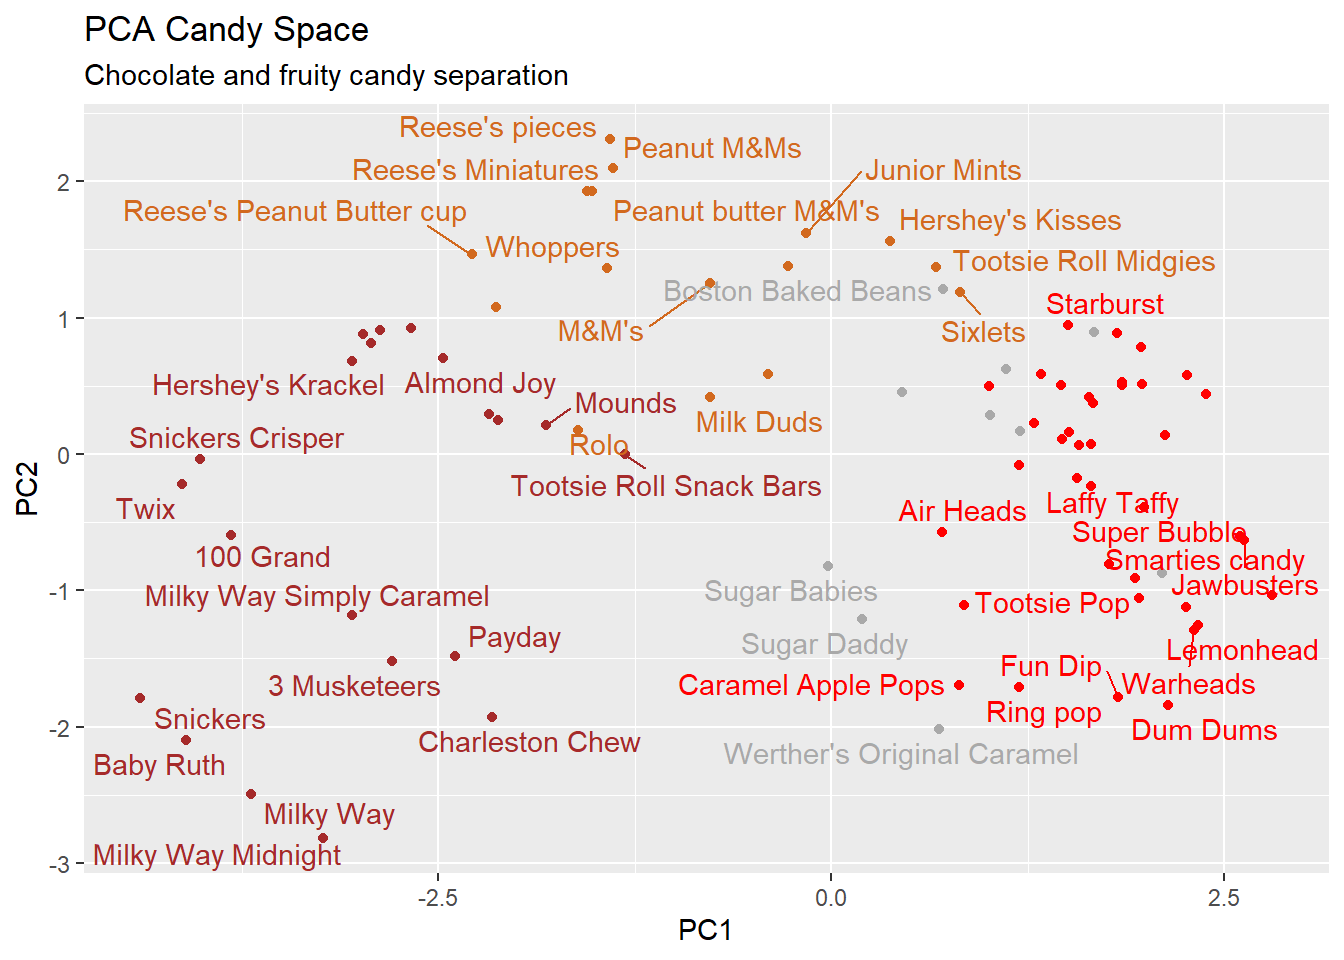 PCA Candy Space
Chocolate and fruity candy separation
Reese's pieces
Peanut M&Ms
Reese's Miniatures
Junior Mints
Reese's Peanut Butter cup
Peanut butter M&M's
Hershey's Kisses
Whoppers
Tootsie Roll Midgies
Boston Baked Beans
Starburst
M&M's
Sixlets
Hershey's Krackel
Almond Joy
Mounds
Milk Duds
Snickers Crisper
Rolo
Tootsie Roll Snack Bars
Twix
Laffy Taffy
Air Heads
Super Bubble
100 Grand
Smarties candy
Jawbusters
Sugar Babies
Milky Way Simply Caramel
Tootsie Pop
Payday
Sugar Daddy
Lemonhead
Fun Dip
3 Musketeers
Caramel Apple Pops
Warheads
Ring pop
Snickers
Dum Dums
Charleston Chew
Werther's Original Caramel
Baby Ruth
Milky Way
Milky Way Midnight
2
1
0
-1
-2
-3
PC2
-2.5
0.0
2.5
PC1